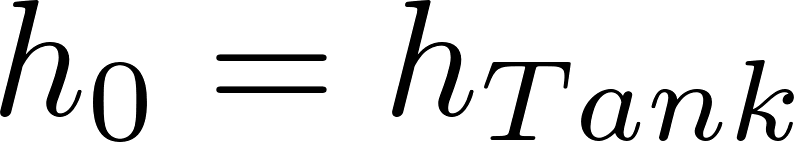 h_0 = h_{Tank}